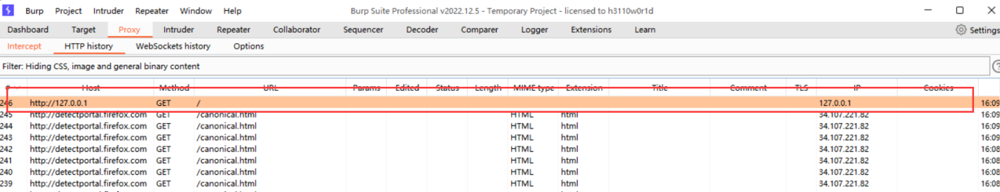 Burp Project Intruder Repeater Window Help Burp Suite Professional v2022.12.5 - Temporary Project - licensed to h3110w0r1d
Dashboard Target Proxy Intruder Repeater Collaborator Sequencer Decoder Comparer Logger Extensions Learn Settings
Intercept HTTP history WebSockets history Options
Filter: Hiding CSS, image and general binary content
# Host Method URL Params Edited Status Length MIME type Extension Title Comment TLS IP Cookies
246 http://127.0.0.1 GET / 127.0.0.1 16:09
245 http://detectportal.firefox.com GET /canonical.html HTML html 34.107.221.82 16:09
244 http://detectportal.firefox.com GET /canonical.html HTML html 34.107.221.82 16:09
243 http://detectportal.firefox.com GET /canonical.html HTML html 34.107.221.82 16:09
242 http://detectportal.firefox.com GET /canonical.html HTML html 34.107.221.82 16:08
241 http://detectportal.firefox.com GET /canonical.html HTML html 34.107.221.82 16:08
240 http://detectportal.firefox.com GET /canonical.html HTML html 34.107.221.82 16:08
239 http://detectportal.firefox.com GET /canonical.html HTML html 34.107.221.82 16:08